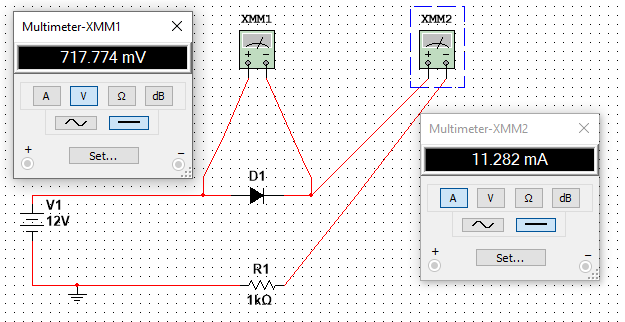 Multimeter-XMM1
717.774 mV
A V Ω dB
+ −
Set...
XMM1
+ −
XMM2
+ −
Multimeter-XMM2
11.282 mA
A V Ω dB
+ −
Set...
D1
V1
12V
R1
1kΩ